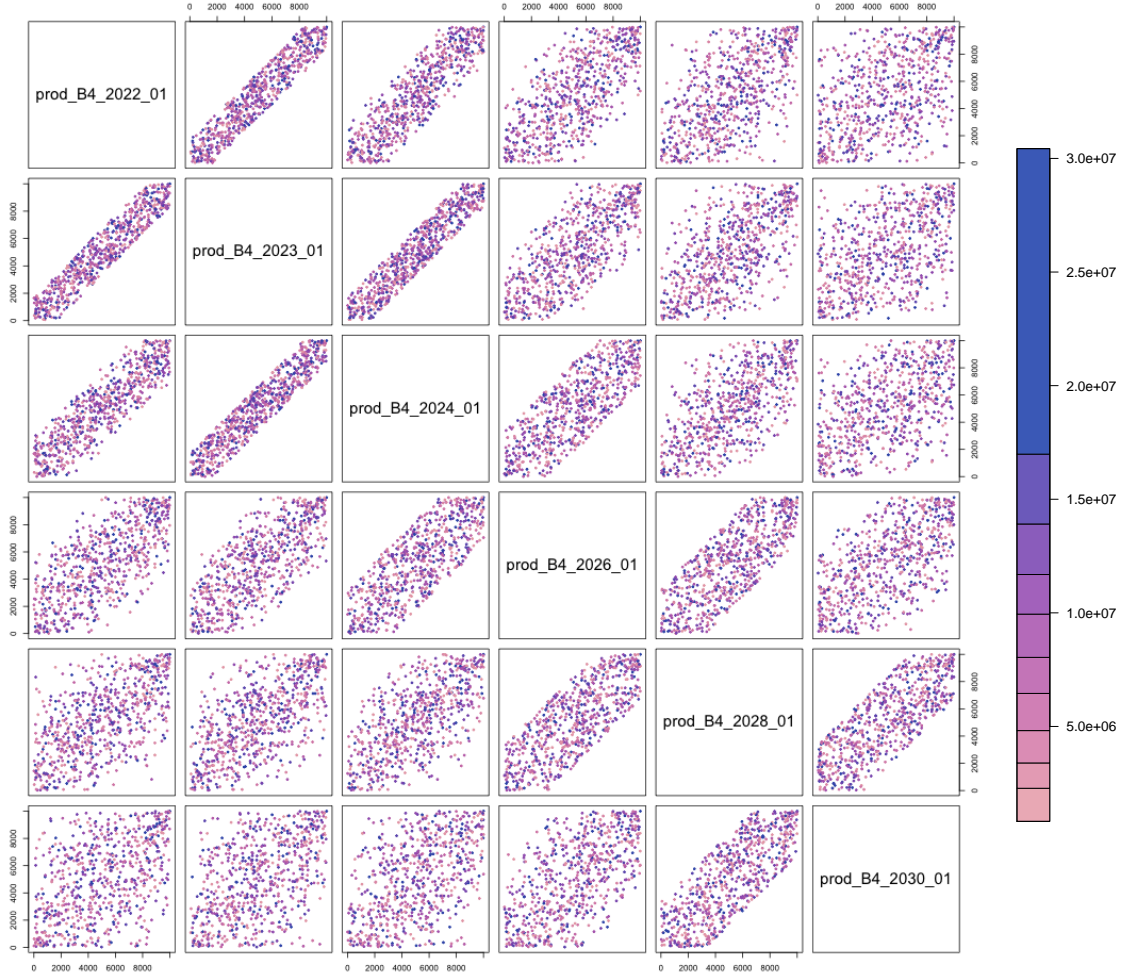 0 2000 4000 6000 8000
0 2000 4000 6000 8000
0 2000 4000 6000 8000
prod_B4_2022_01
0 2000 4000 6000 8000
0 2000 4000 6000 8000
prod_B4_2023_01
prod_B4_2024_01
0 2000 4000 6000 8000
0 2000 4000 6000 8000
prod_B4_2026_01
prod_B4_2028_01
0 2000 4000 6000 8000
0 2000 4000 6000 8000
prod_B4_2030_01
0 2000 4000 6000 8000
0 2000 4000 6000 8000
0 2000 4000 6000 8000
3.0e+07
2.5e+07
2.0e+07
1.5e+07
1.0e+07
5.0e+06